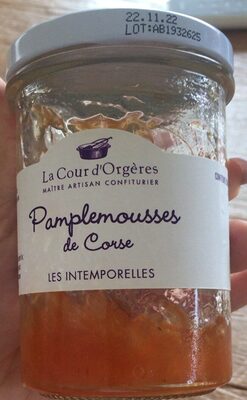 22.11.22
LOT:AB1932625
La Cour d'Orgères
MAÎTRE ARTISAN CONFITURIER
Pamplemousses
de Corse
LES INTEMPORELLES